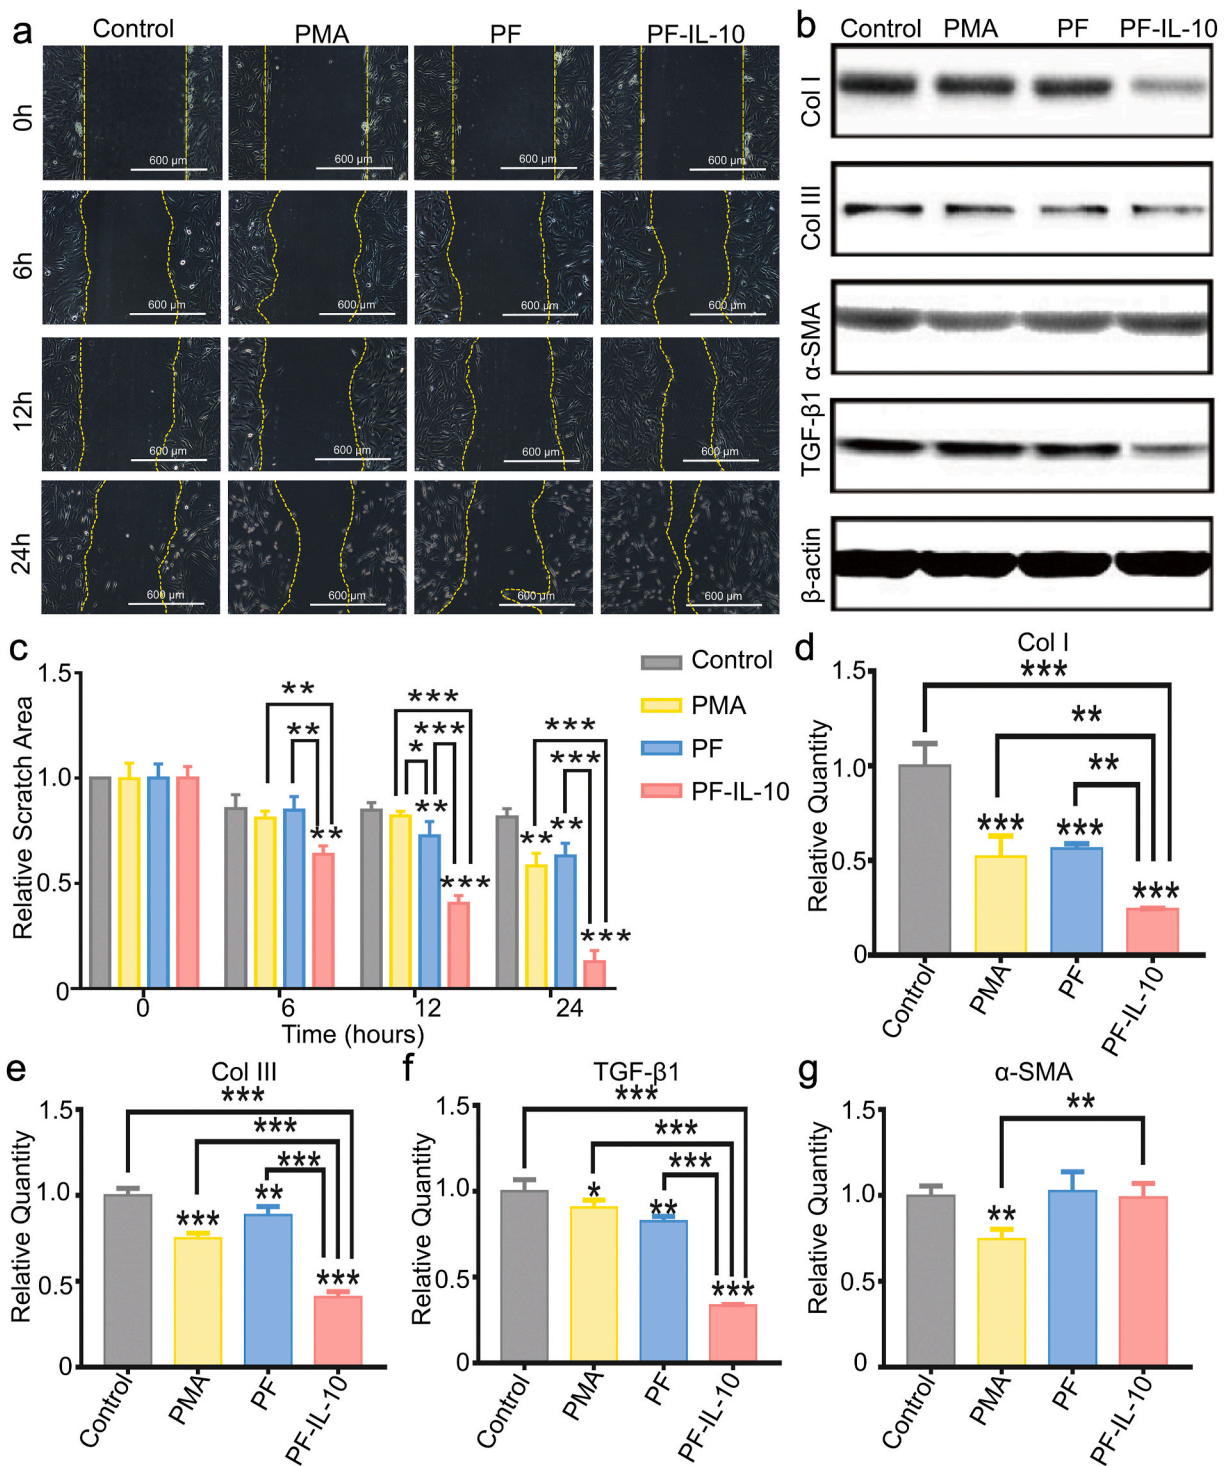 a
Control
PMA
PF
PF-IL-10
0h
600 μm
600 μm
600 μm
600 μm
6h
600 μm
600 μm
600 μm
600 μm
12h
600 μm
600 μm
600 μm
600 μm
24h
600 μm
600 μm
600 μm
600 μm
b
Control
PMA
PF
PF-IL-10
Col I
Col III
α-SMA
TGF-β1
β-actin
c
Relative Scratch Area
1.5
1.0
0.5
0
** **
**
*** *** * **
***
*** *** ** **
***
0 6 12 24
Time (hours)
Control
PMA
PF
PF-IL-10
d
Col I
Relative Quantity
1.5
1.0
0.5
0
***
**
**
*** *** ***
Control PMA PF PF-IL-10
e
Col III
Relative Quantity
1.5
1.0
0.5
0
***
***
***
*** ** ***
Control PMA PF PF-IL-10
f
TGF-β1
Relative Quantity
1.5
1.0
0.5
0
***
***
***
* ** ***
Control PMA PF PF-IL-10
g
α-SMA
Relative Quantity
1.5
1.0
0.5
0
**
**
Control PMA PF PF-IL-10